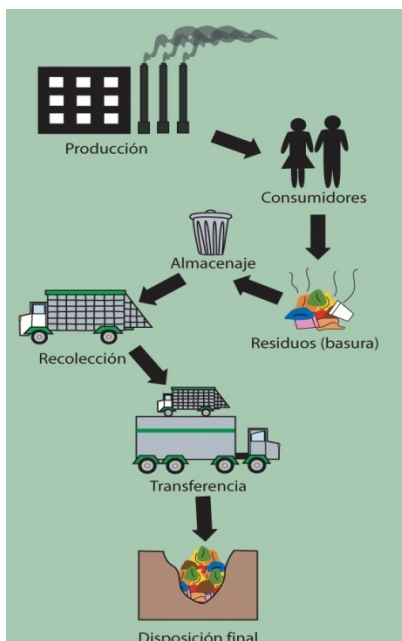 Producción
Consumidores
Almacenaje
Residuos (basura)
Recolección
Transferencia
Disposición final